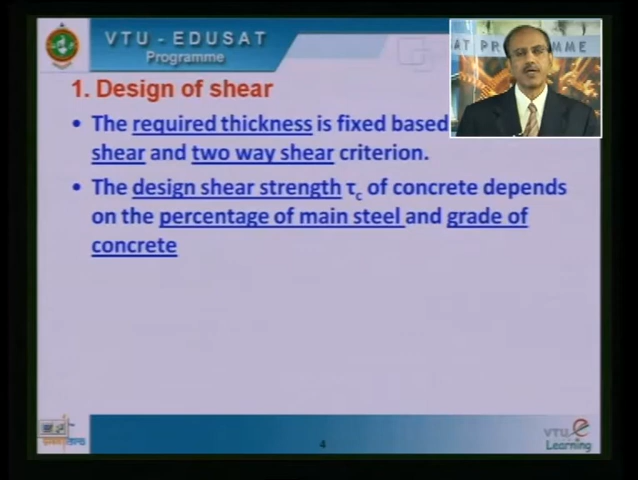 VTU - EDUSAT
Programme
AT PROGRAMME
1. Design of shear
• The required thickness is fixed based
shear and two way shear criterion.
• The design shear strength τc of concrete depends
on the percentage of main steel and grade of
concrete
4
VTU e
Learning